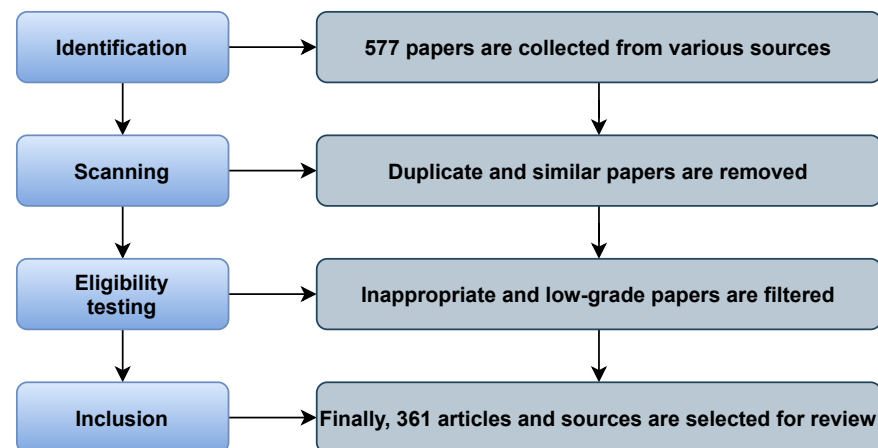 Identification
577 papers are collected from various sources
Scanning
Duplicate and similar papers are removed
Eligibility
testing
Inappropriate and low-grade papers are filtered
Inclusion
Finally, 361 articles and sources are selected for review